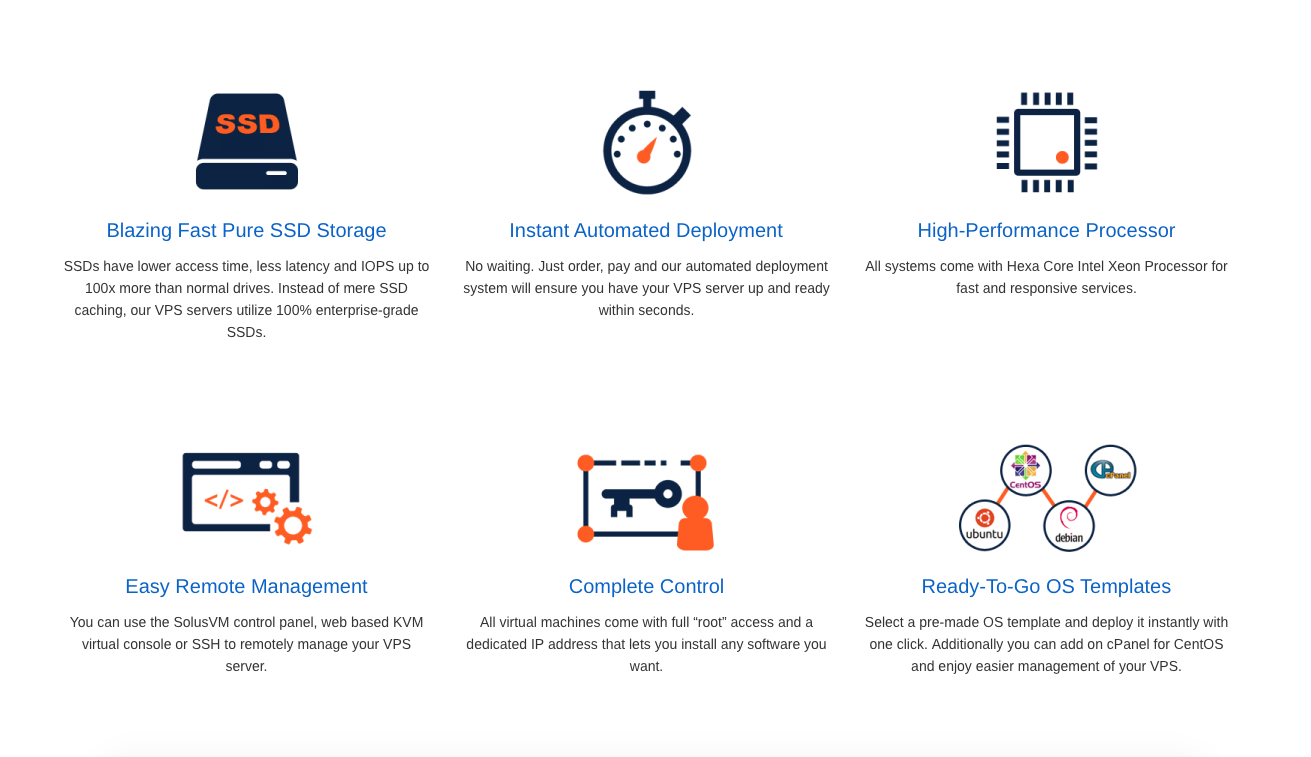 SSD
Blazing Fast Pure SSD Storage
SSDs have lower access time, less latency and IOPS up to
100x more than normal drives. Instead of mere SSD
caching, our VPS servers utilize 100% enterprise-grade
SSDs.
Instant Automated Deployment
No waiting. Just order, pay and our automated deployment
system will ensure you have your VPS server up and ready
within seconds.
High-Performance Processor
All systems come with Hexa Core Intel Xeon Processor for
fast and responsive services.
</>
Easy Remote Management
You can use the SolusVM control panel, web based KVM
virtual console or SSH to remotely manage your VPS
server.
Complete Control
All virtual machines come with full “root” access and a
dedicated IP address that lets you install any software you
want.
CentOS
cPanel
ubuntu
debian
Ready-To-Go OS Templates
Select a pre-made OS template and deploy it instantly with
one click. Additionally you can add on cPanel for CentOS
and enjoy easier management of your VPS.